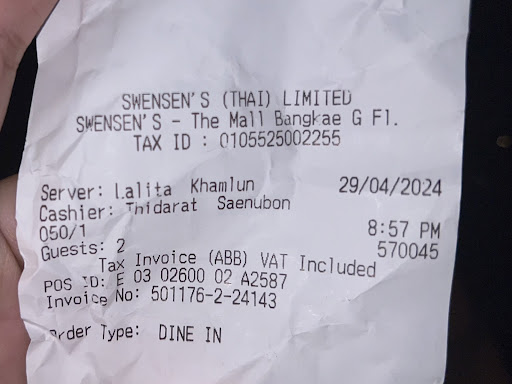 SWENSEN'S (THAI) LIMITED
SWENSEN'S - The Mall Bangkae G Fl.
TAX ID : 0105525002255
Server: Lalita Khamlun 29/04/2024
Cashier: Thidarat Saenubon
050/1 8:57 PM
Guests: 2 570045
Tax Invoice (ABB) VAT Included
POS ID: E 03 02600 02 A2587
Invoice No: 501176-2-24143
Order Type: DINE IN